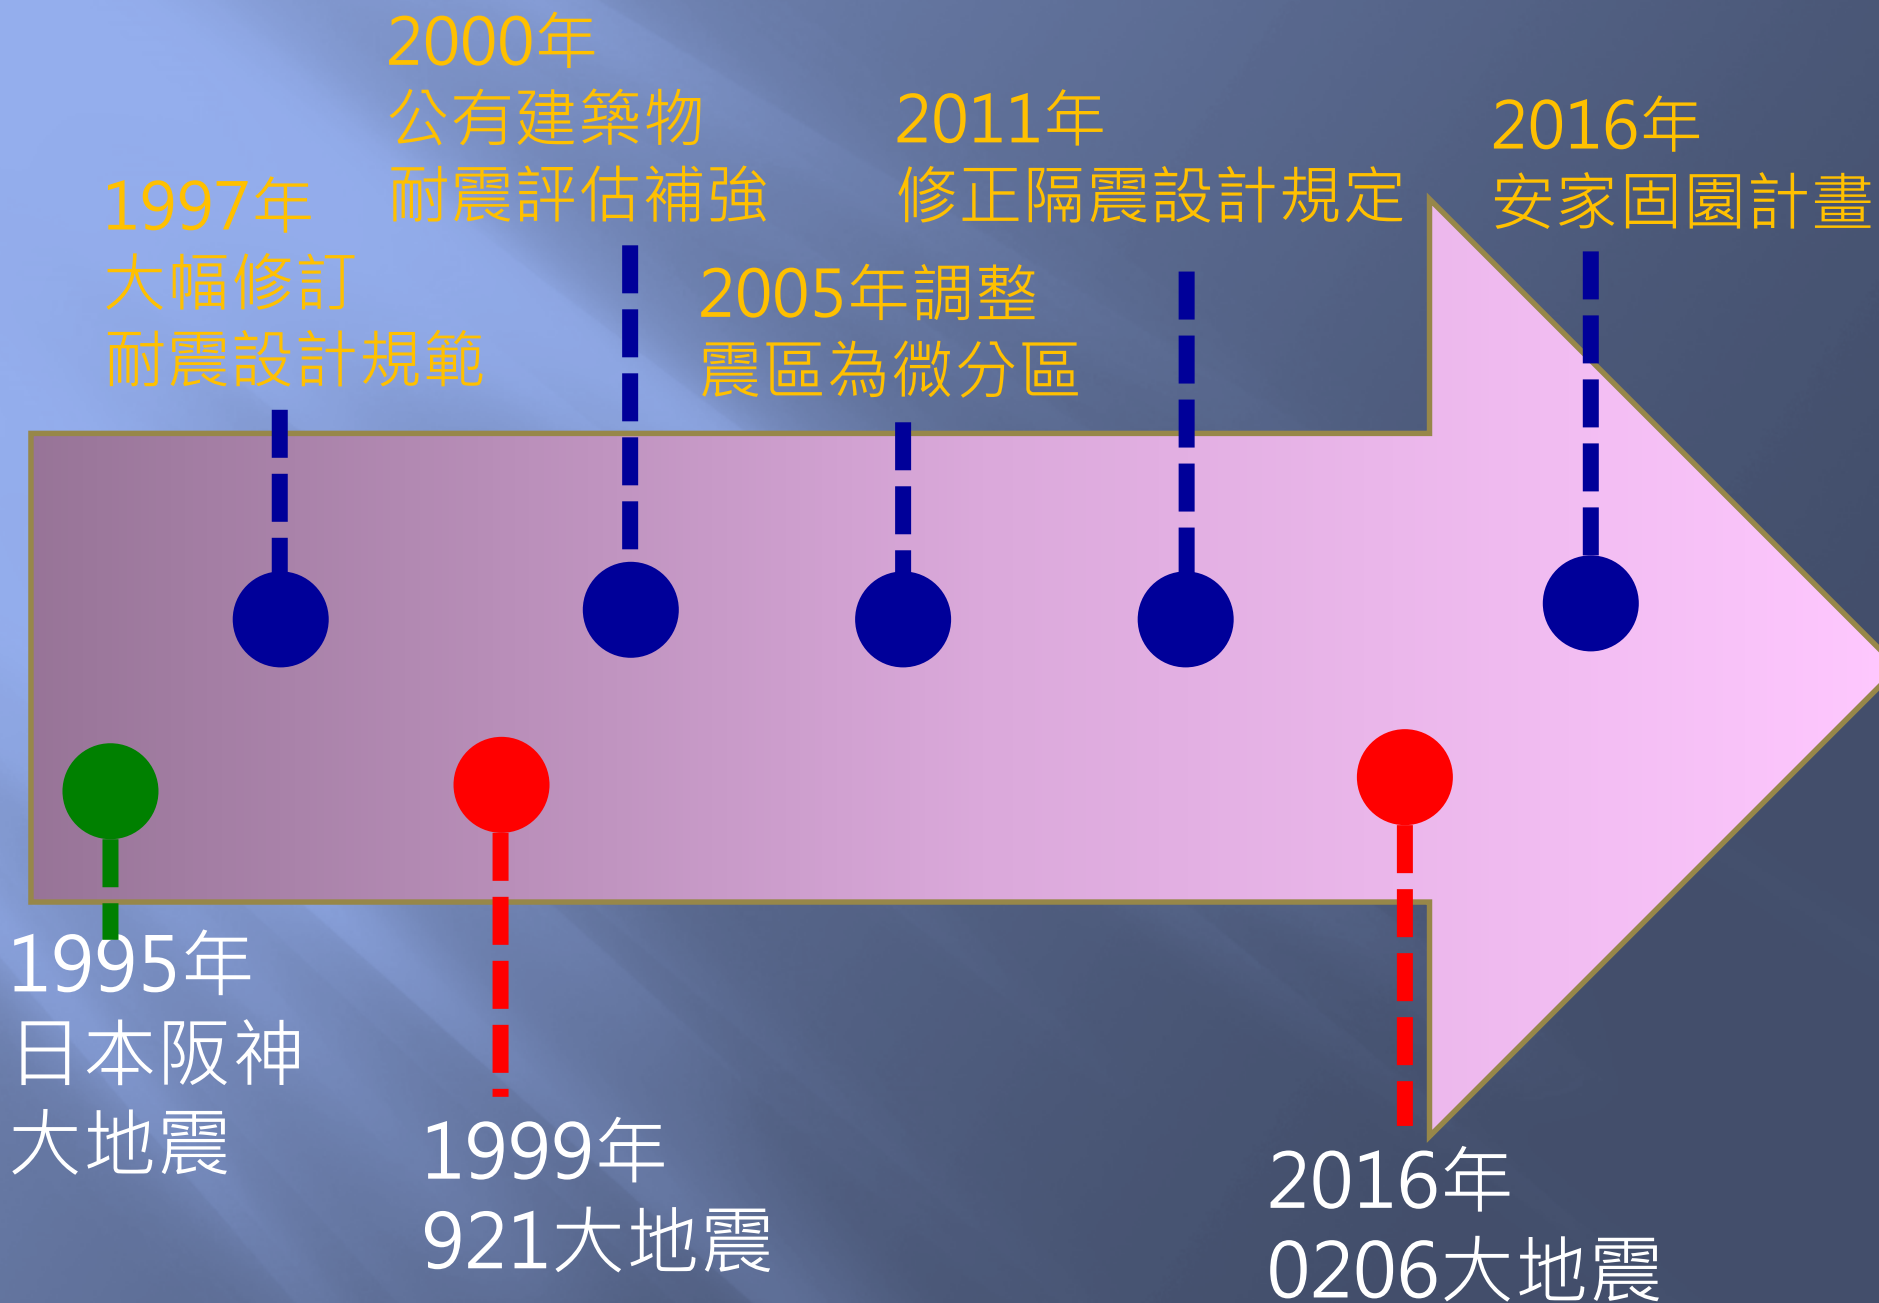 2000年
公有建築物
耐震評估補強
2011年
修正隔震設計規定
2016年
安家固園計畫
1997年
大幅修訂
耐震設計規範
2005年調整
震區為微分區
1995年
日本阪神
大地震
1999年
921大地震
2016年
0206大地震